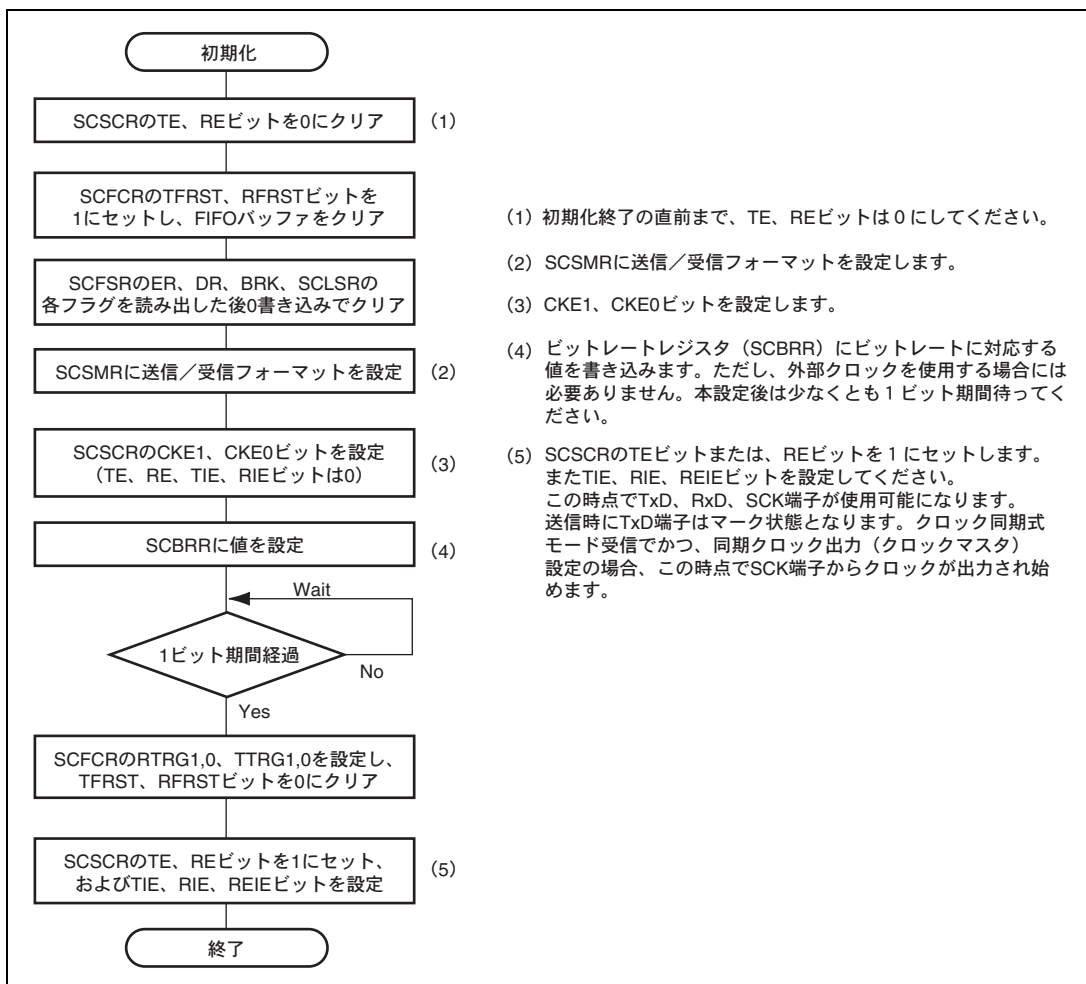 初期化
SCSCRのTE、REビットを0にクリア
(1)
SCFCRのTFRST、RFRSTビットを
1にセットし、FIFOバッファをクリア
SCFSRのER、DR、BRK、SCLSRの
各フラグを読み出した後0書き込みでクリア
SCSMRに送信／受信フォーマットを設定
(2)
SCSCRのCKE1、CKE0ビットを設定
（TE、RE、TIE、RIEビットは0）
(3)
SCBRRに値を設定
(4)
Wait
1ビット期間経過
No
Yes
SCFCRのRTRG1,0、TTRG1,0を設定し、
TFRST、RFRSTビットを0にクリア
SCSCRのTE、REビットを1にセット、
およびTIE、RIE、REIEビットを設定
(5)
終了
(1) 初期化終了の直前まで、TE、REビットは0にしてください。
(2) SCSMRに送信／受信フォーマットを設定します。
(3) CKE1、CKE0ビットを設定します。
(4) ビットレートレジスタ（SCBRR）にビットレートに対応する
値を書き込みます。ただし、外部クロックを使用する場合には
必要ありません。本設定後は少なくとも1ビット期間待ってく
ださい。
(5) SCSCRのTEビットまたは、REビットを1にセットします。
またTIE、RIE、REIEビットを設定してください。
この時点でTxD、RxD、SCK端子が使用可能になります。
送信時にTxD端子はマーク状態となります。クロック同期式
モード受信でかつ、同期クロック出力（クロックマスタ）
設定の場合、この時点でSCK端子からクロックが出力され始
めます。